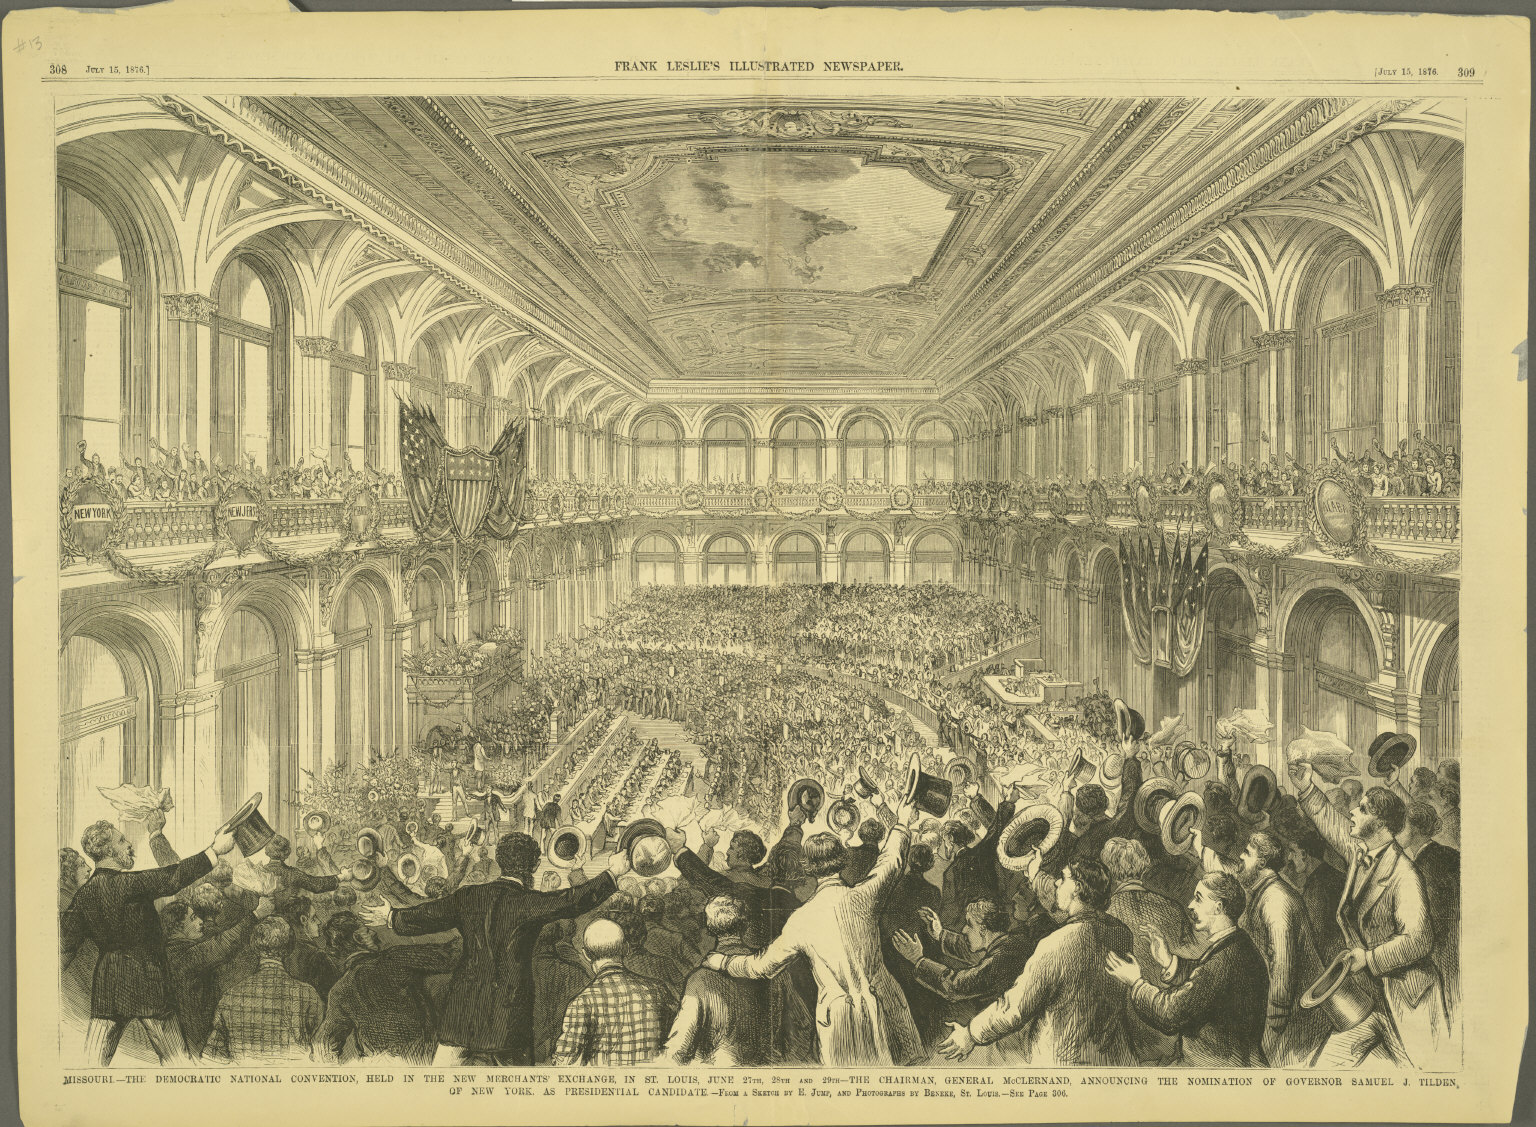 #13
308 July 15, 1876.]
FRANK LESLIE'S ILLUSTRATED NEWSPAPER.
[July 15, 1876. 309
NEW YORK
NEW JERS
ALABA
MISSOURI.—THE DEMOCRATIC NATIONAL CONVENTION, HELD IN THE NEW MERCHANTS' EXCHANGE, IN ST. LOUIS, JUNE 27TH, 28TH AND 29TH—THE CHAIRMAN, GENERAL McCLERNAND, ANNOUNCING THE NOMINATION OF GOVERNOR SAMUEL J. TILDEN,
OF NEW YORK, AS PRESIDENTIAL CANDIDATE.—From a Sketch by E. Jump, and Photographs by Beneke, St. Louis.—See Page 306.